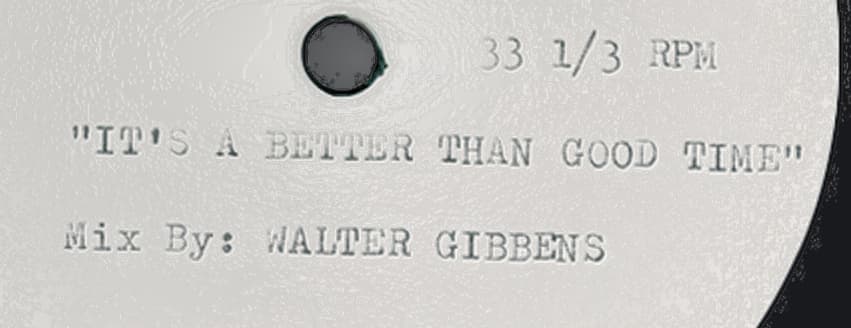 33 1/3 RPM
"IT'S A BETTER THAN GOOD TIME"
Mix By: WALTER GIBBENS